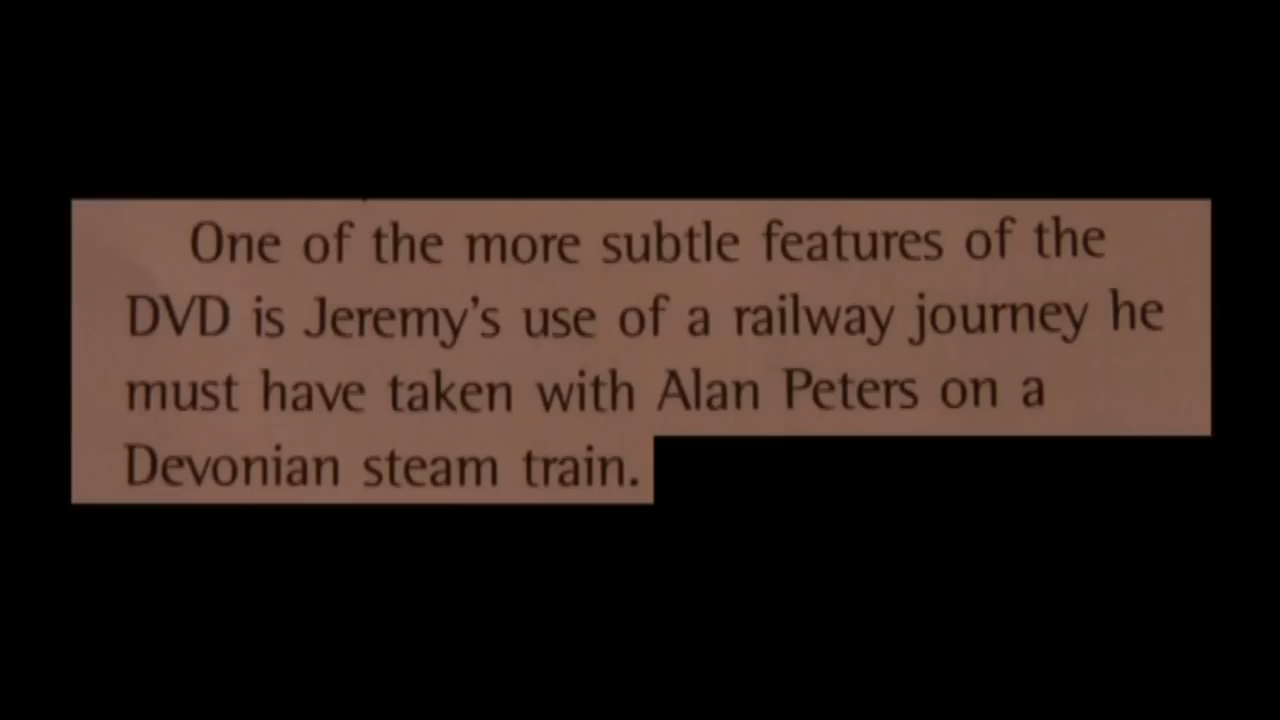 One of the more subtle features of the
DVD is Jeremy's use of a railway journey he
must have taken with Alan Peters on a
Devonian steam train.